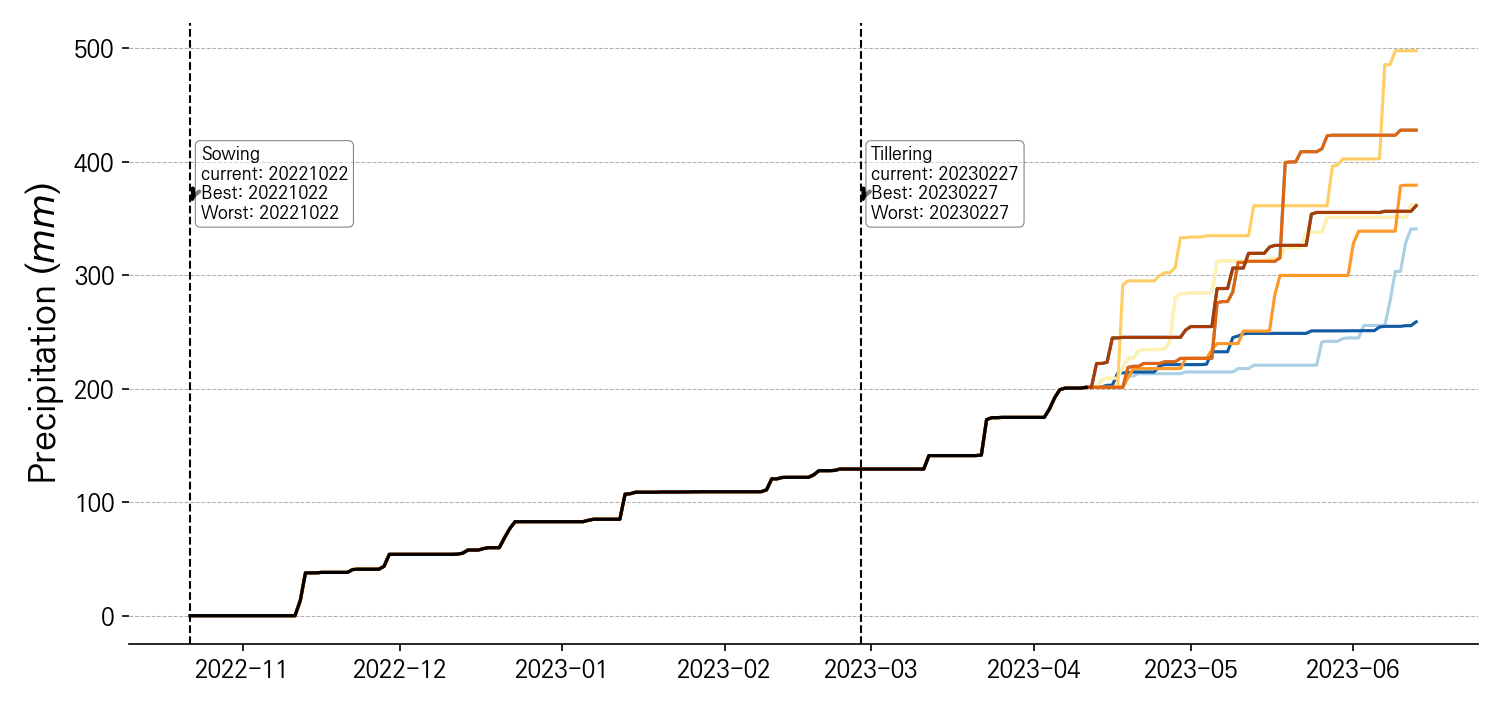 Precipitation (mm)
500
400
300
200
100
0
Sowing
current: 20221022
Best: 20221022
Worst: 20221022
Tillering
current: 20230227
Best: 20230227
Worst: 20230227
2022−11
2022−12
2023−01
2023−02
2023−03
2023−04
2023−05
2023−06